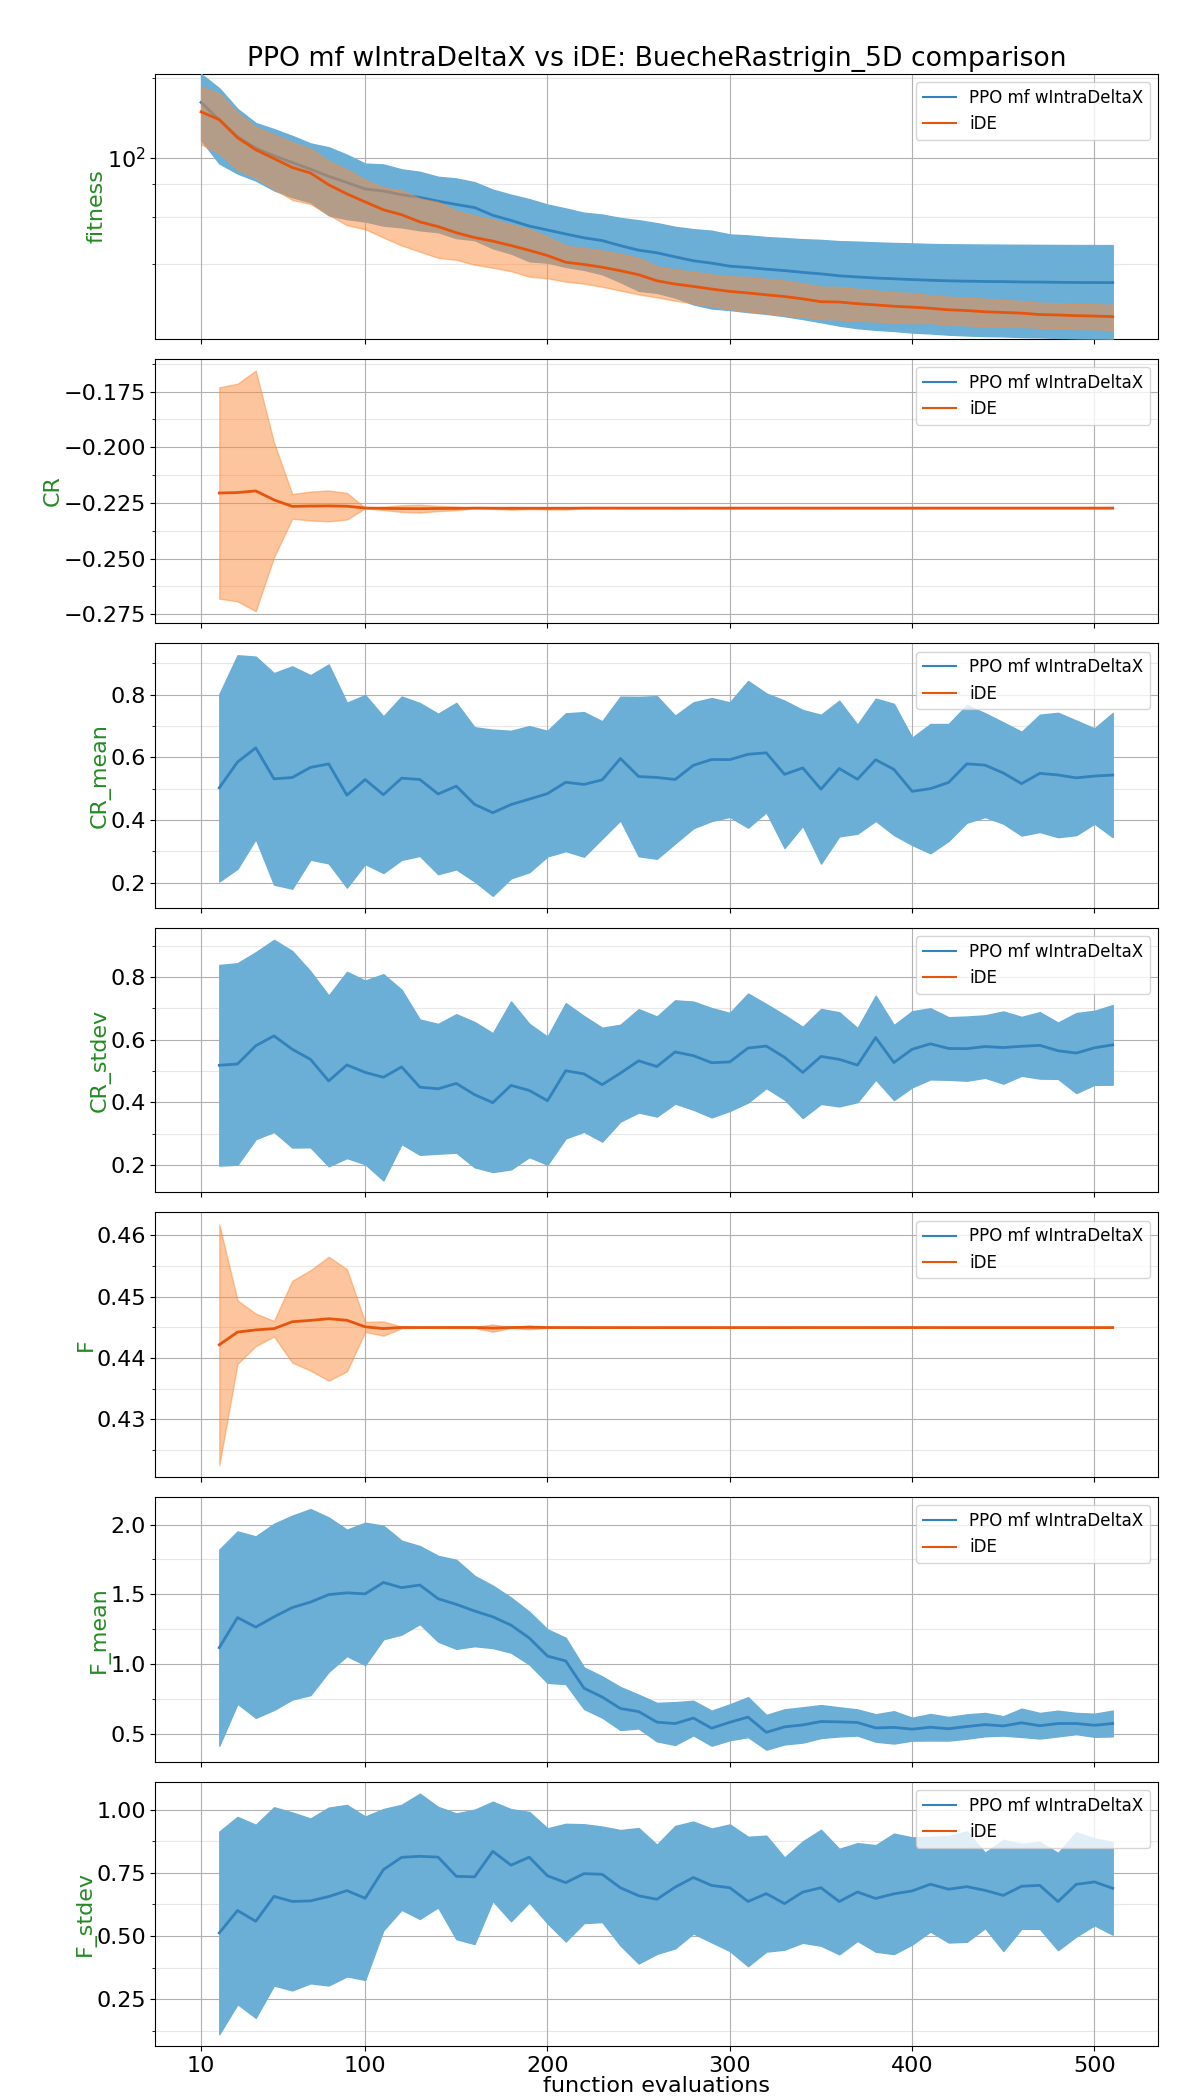 PPO mf wIntraDeltaX vs iDE: BuecheRastrigin_5D comparison
PPO mf wIntraDeltaX
iDE
10²
fitness
PPO mf wIntraDeltaX
iDE
−0.175
−0.200
−0.225
−0.250
−0.275
CR
PPO mf wIntraDeltaX
iDE
0.8
0.6
0.4
0.2
CR_mean
PPO mf wIntraDeltaX
iDE
0.8
0.6
0.4
0.2
CR_stdev
PPO mf wIntraDeltaX
iDE
0.46
0.45
0.44
0.43
F
PPO mf wIntraDeltaX
iDE
2.0
1.5
1.0
0.5
F_mean
PPO mf wIntraDeltaX
iDE
1.00
0.75
0.50
0.25
F_stdev
10 100 200 300 400 500
function evaluations